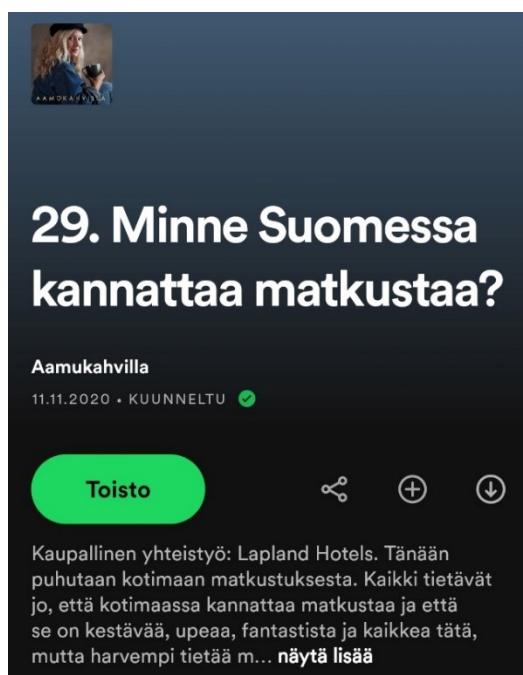 AAMUKAHVILLA
29. Minne Suomessa
kannattaa matkustaa?
Aamukahvilla
11.11.2020 • KUUNNELTU
Toisto
Kaupallinen yhteistyö: Lapland Hotels. Tänään
puhutaan kotimaan matkustuksesta. Kaikki tietävät
jo, että kotimaassa kannattaa matkustaa ja että
se on kestävää, upeaa, fantastista ja kaikkea tätä,
mutta harvempi tietää m... näytä lisää